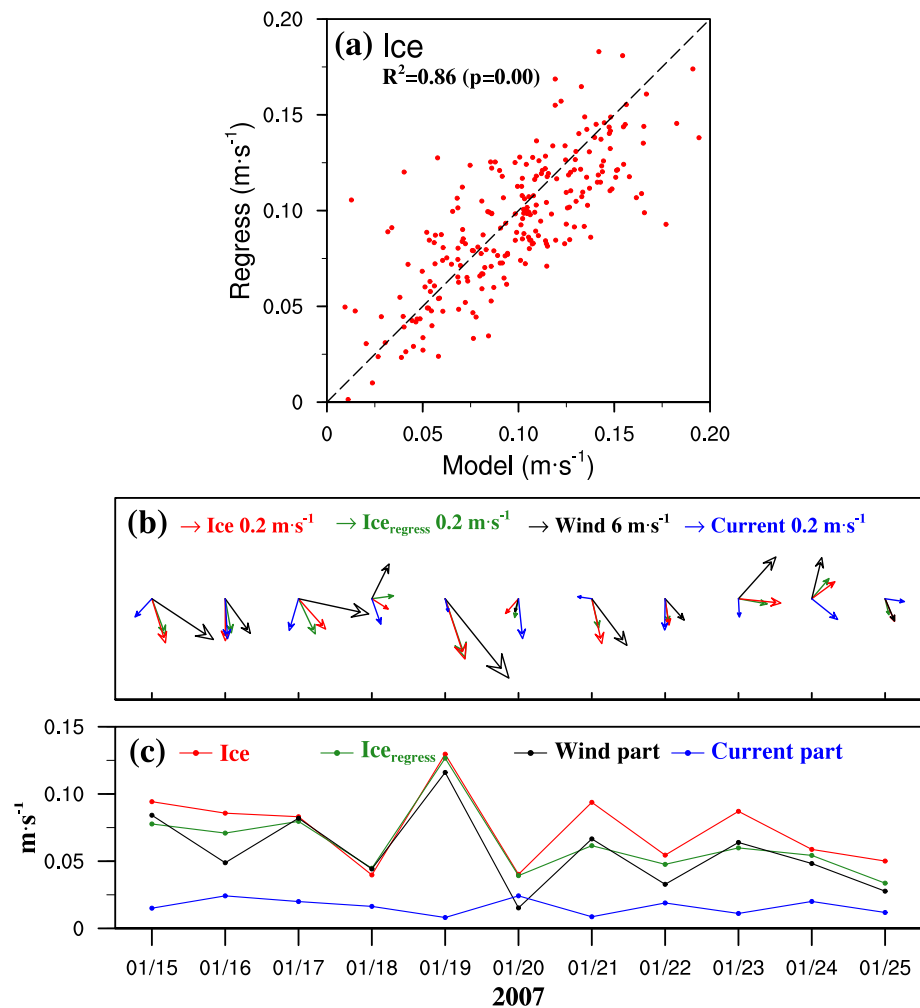 (a) Ice
R²=0.86 (p=0.00)
0.20
0.15
0.10
0.05
0
Regress (m·s⁻¹)
0 0.05 0.10 0.15 0.20
Model (m·s⁻¹)
(b) → Ice 0.2 m·s⁻¹ → Ice_regress 0.2 m·s⁻¹ → Wind 6 m·s⁻¹ → Current 0.2 m·s⁻¹
(c) Ice Ice_regress Wind part Current part
0.15
0.10
0.05
0
m·s⁻¹
01/15 01/16 01/17 01/18 01/19 01/20 01/21 01/22 01/23 01/24 01/25
2007